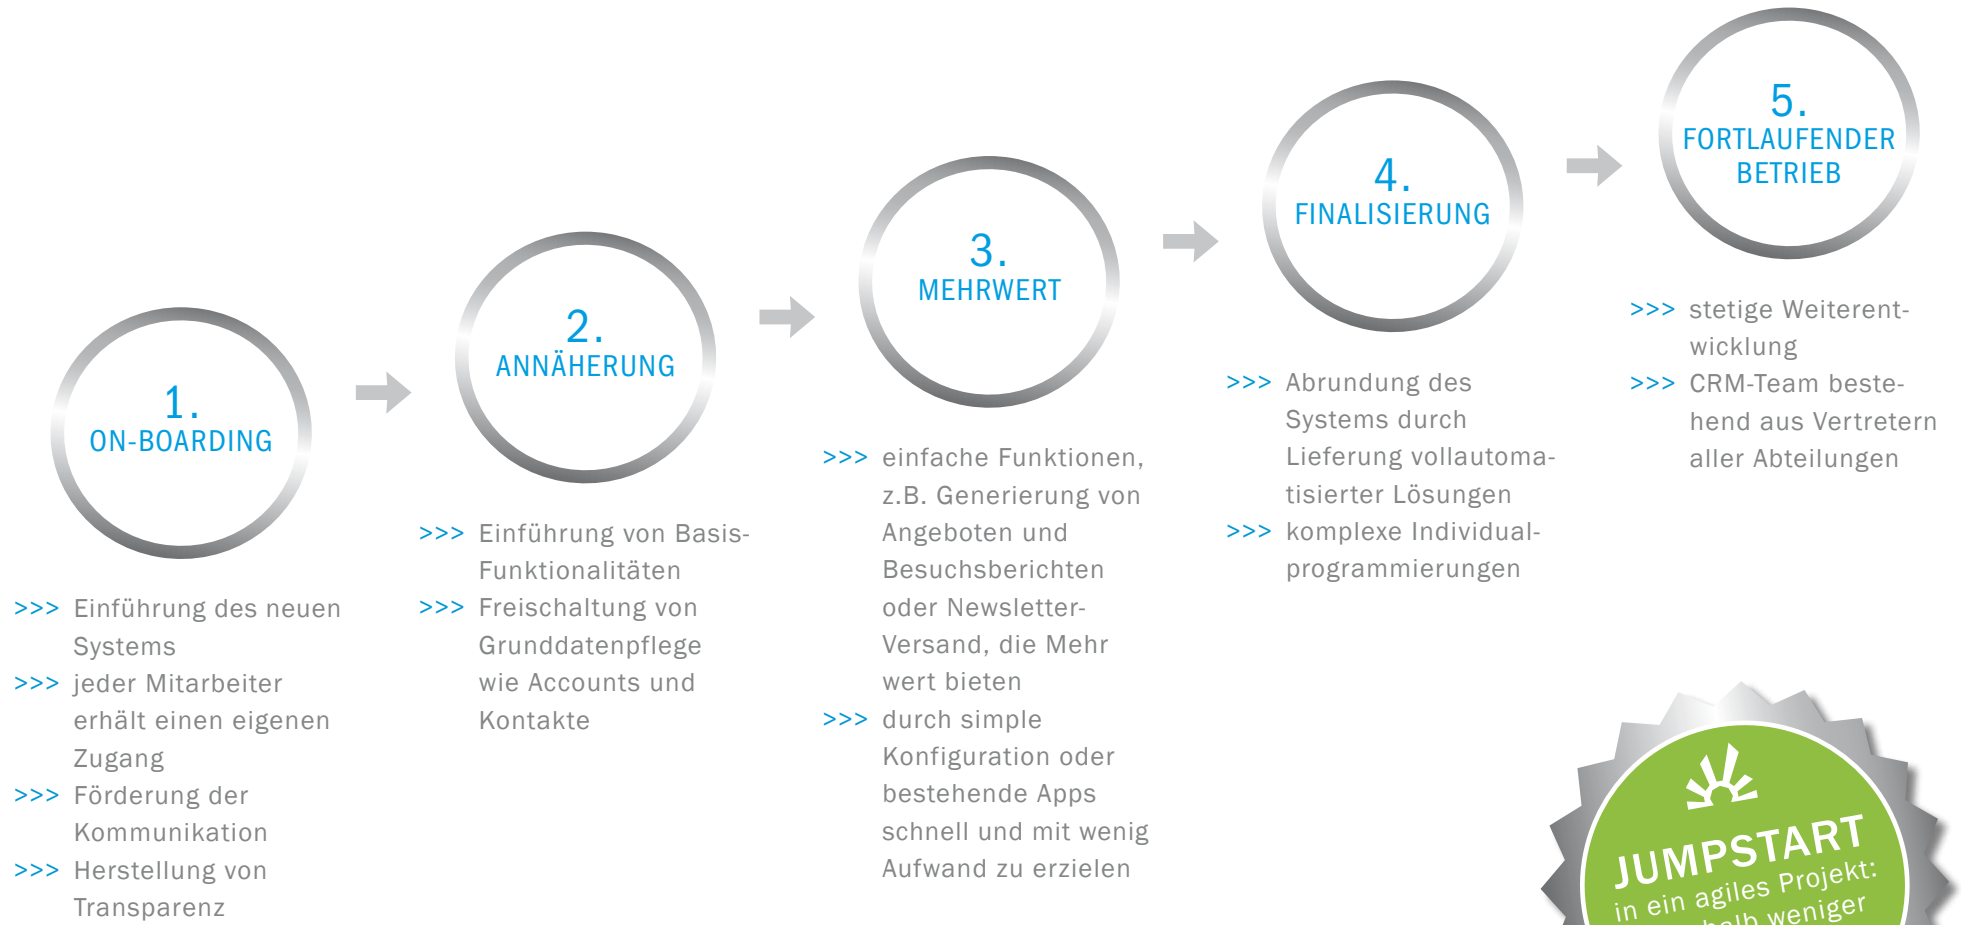 1.
ON-BOARDING
>>> Einführung des neuen
Systems
>>> jeder Mitarbeiter
erhält einen eigenen
Zugang
>>> Förderung der
Kommunikation
>>> Herstellung von
Transparenz
2.
ANNÄHERUNG
>>> Einführung von Basis-
Funktionalitäten
>>> Freischaltung von
Grunddatenpflege
wie Accounts und
Kontakte
3.
MEHRWERT
>>> einfache Funktionen,
z.B. Generierung von
Angeboten und
Besuchsberichten
oder Newsletter-
Versand, die Mehr
wert bieten
>>> durch simple
Konfiguration oder
bestehende Apps
schnell und mit wenig
Aufwand zu erzielen
4.
FINALISIERUNG
>>> Abrundung des
Systems durch
Lieferung vollautoma-
tisierter Lösungen
>>> komplexe Individual-
programmierungen
5.
FORTLAUFENDER
BETRIEB
>>> stetige Weiterent-
wicklung
>>> CRM-Team beste-
hend aus Vertretern
aller Abteilungen
JUMPSTART
in ein agiles Projekt:
weniger